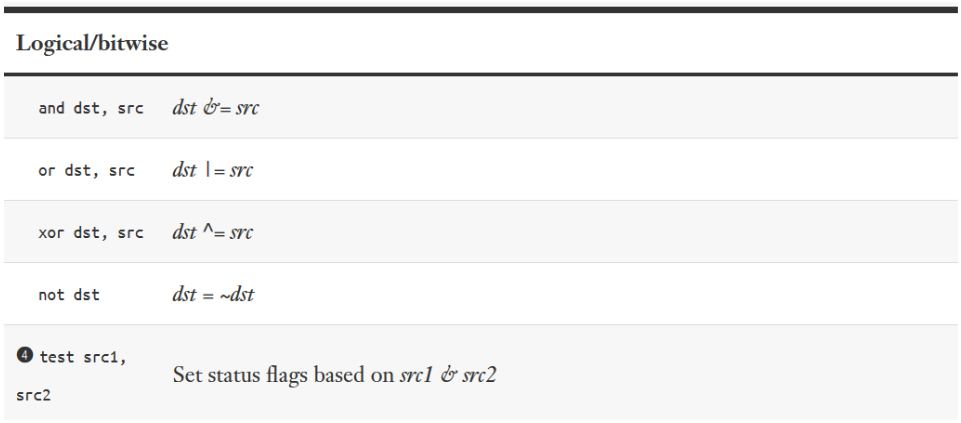 Logical/bitwise
and dst, src dst &= src
or dst, src dst |= src
xor dst, src dst ^= src
not dst dst = ~dst
❹ test src1,
src2 Set status flags based on src1 & src2